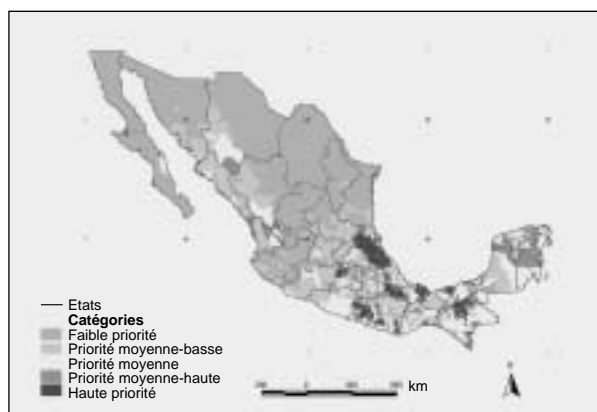 Etats
Catégories
Faible priorité
Priorité moyenne-basse
Priorité moyenne
Priorité moyenne-haute
Haute priorité
km